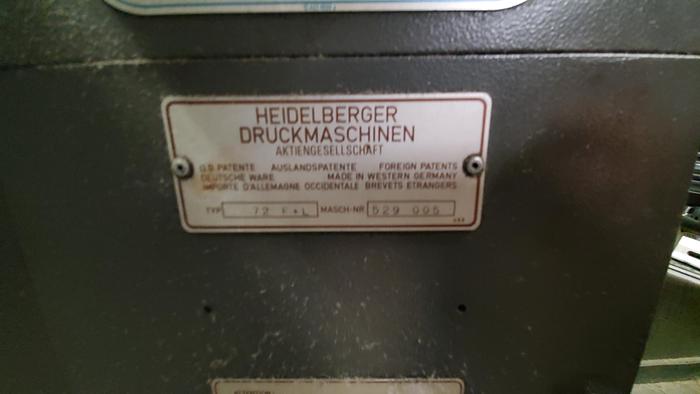 HEIDELBERGER
DRUCKMASCHINEN
AKTIENGESELLSCHAFT
D.B.PATENTE AUSLANDSPATENTE FOREIGN PATENTS
DEUTSCHE WARE MADE IN WESTERN GERMANY
IMPORTE D'ALLEMAGNE OCCIDENTALE BREVETS ETRANGERS
TYP 72 F+L MASCH-NR 529 005